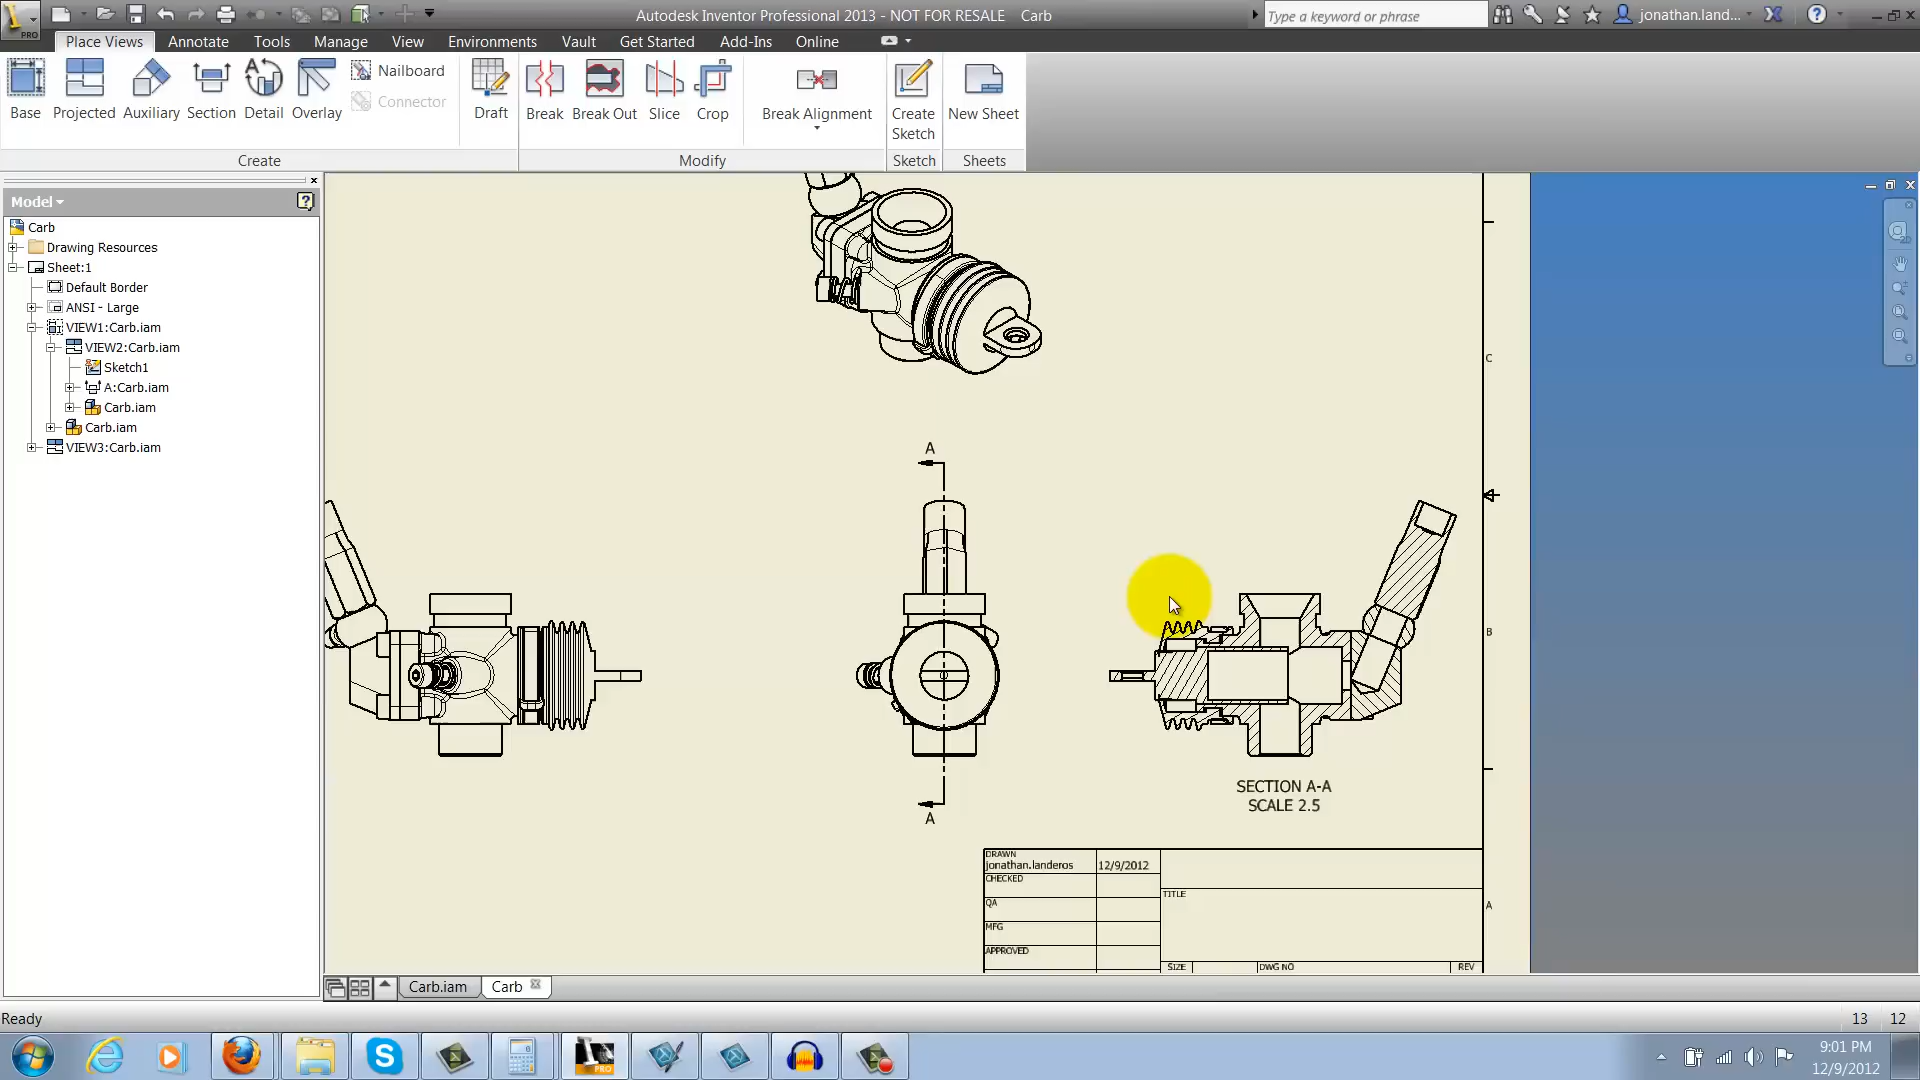 Autodesk Inventor Professional 2013 - NOT FOR RESALE Carb
Type a keyword or phrase
jonathan.land...
PRO
Place Views Annotate Tools Manage View Environments Vault Get Started Add-Ins Online
Base Projected Auxiliary Section Detail Overlay
Nailboard
Connector
Draft
Break Break Out Slice Crop
Break Alignment
Create Sketch
New Sheet
Create Modify Sketch Sheets
Model
Carb
Drawing Resources
Sheet:1
Default Border
ANSI - Large
VIEW1:Carb.iam
VIEW2:Carb.iam
Sketch1
A:Carb.iam
Carb.iam
Carb.iam
VIEW3:Carb.iam
C
A
B
SECTION A-A
SCALE 2.5
A
DRAWN
jonathan.landeros 12/9/2012
CHECKED
TITLE
QA
A
MFG
APPROVED
SIZE DWG NO REV
Carb.iam Carb
Ready
13 12
PRO
9:01 PM
12/9/2012